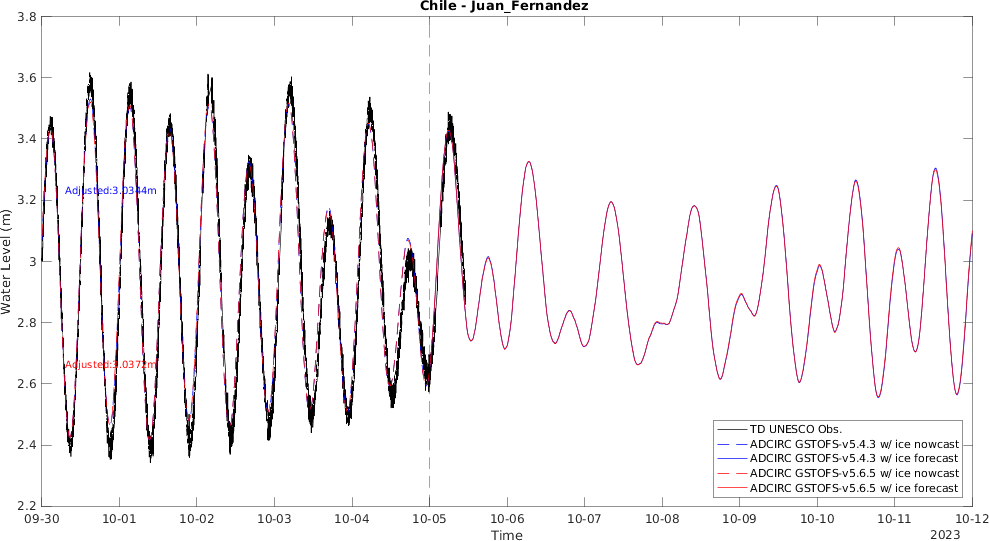 Chile - Juan_Fernandez
3.8
3.6
3.4
3.2
3
2.8
2.6
2.4
2.2
Water Level (m)
Adjusted:3.0344m
Adjusted:3.0372m
TD UNESCO Obs.
ADCIRC GSTOFS-v5.4.3 w/ ice nowcast
ADCIRC GSTOFS-v5.4.3 w/ ice forecast
ADCIRC GSTOFS-v5.6.5 w/ ice nowcast
ADCIRC GSTOFS-v5.6.5 w/ ice forecast
09-30 10-01 10-02 10-03 10-04 10-05 10-06 10-07 10-08 10-09 10-10 10-11 10-12
Time
2023